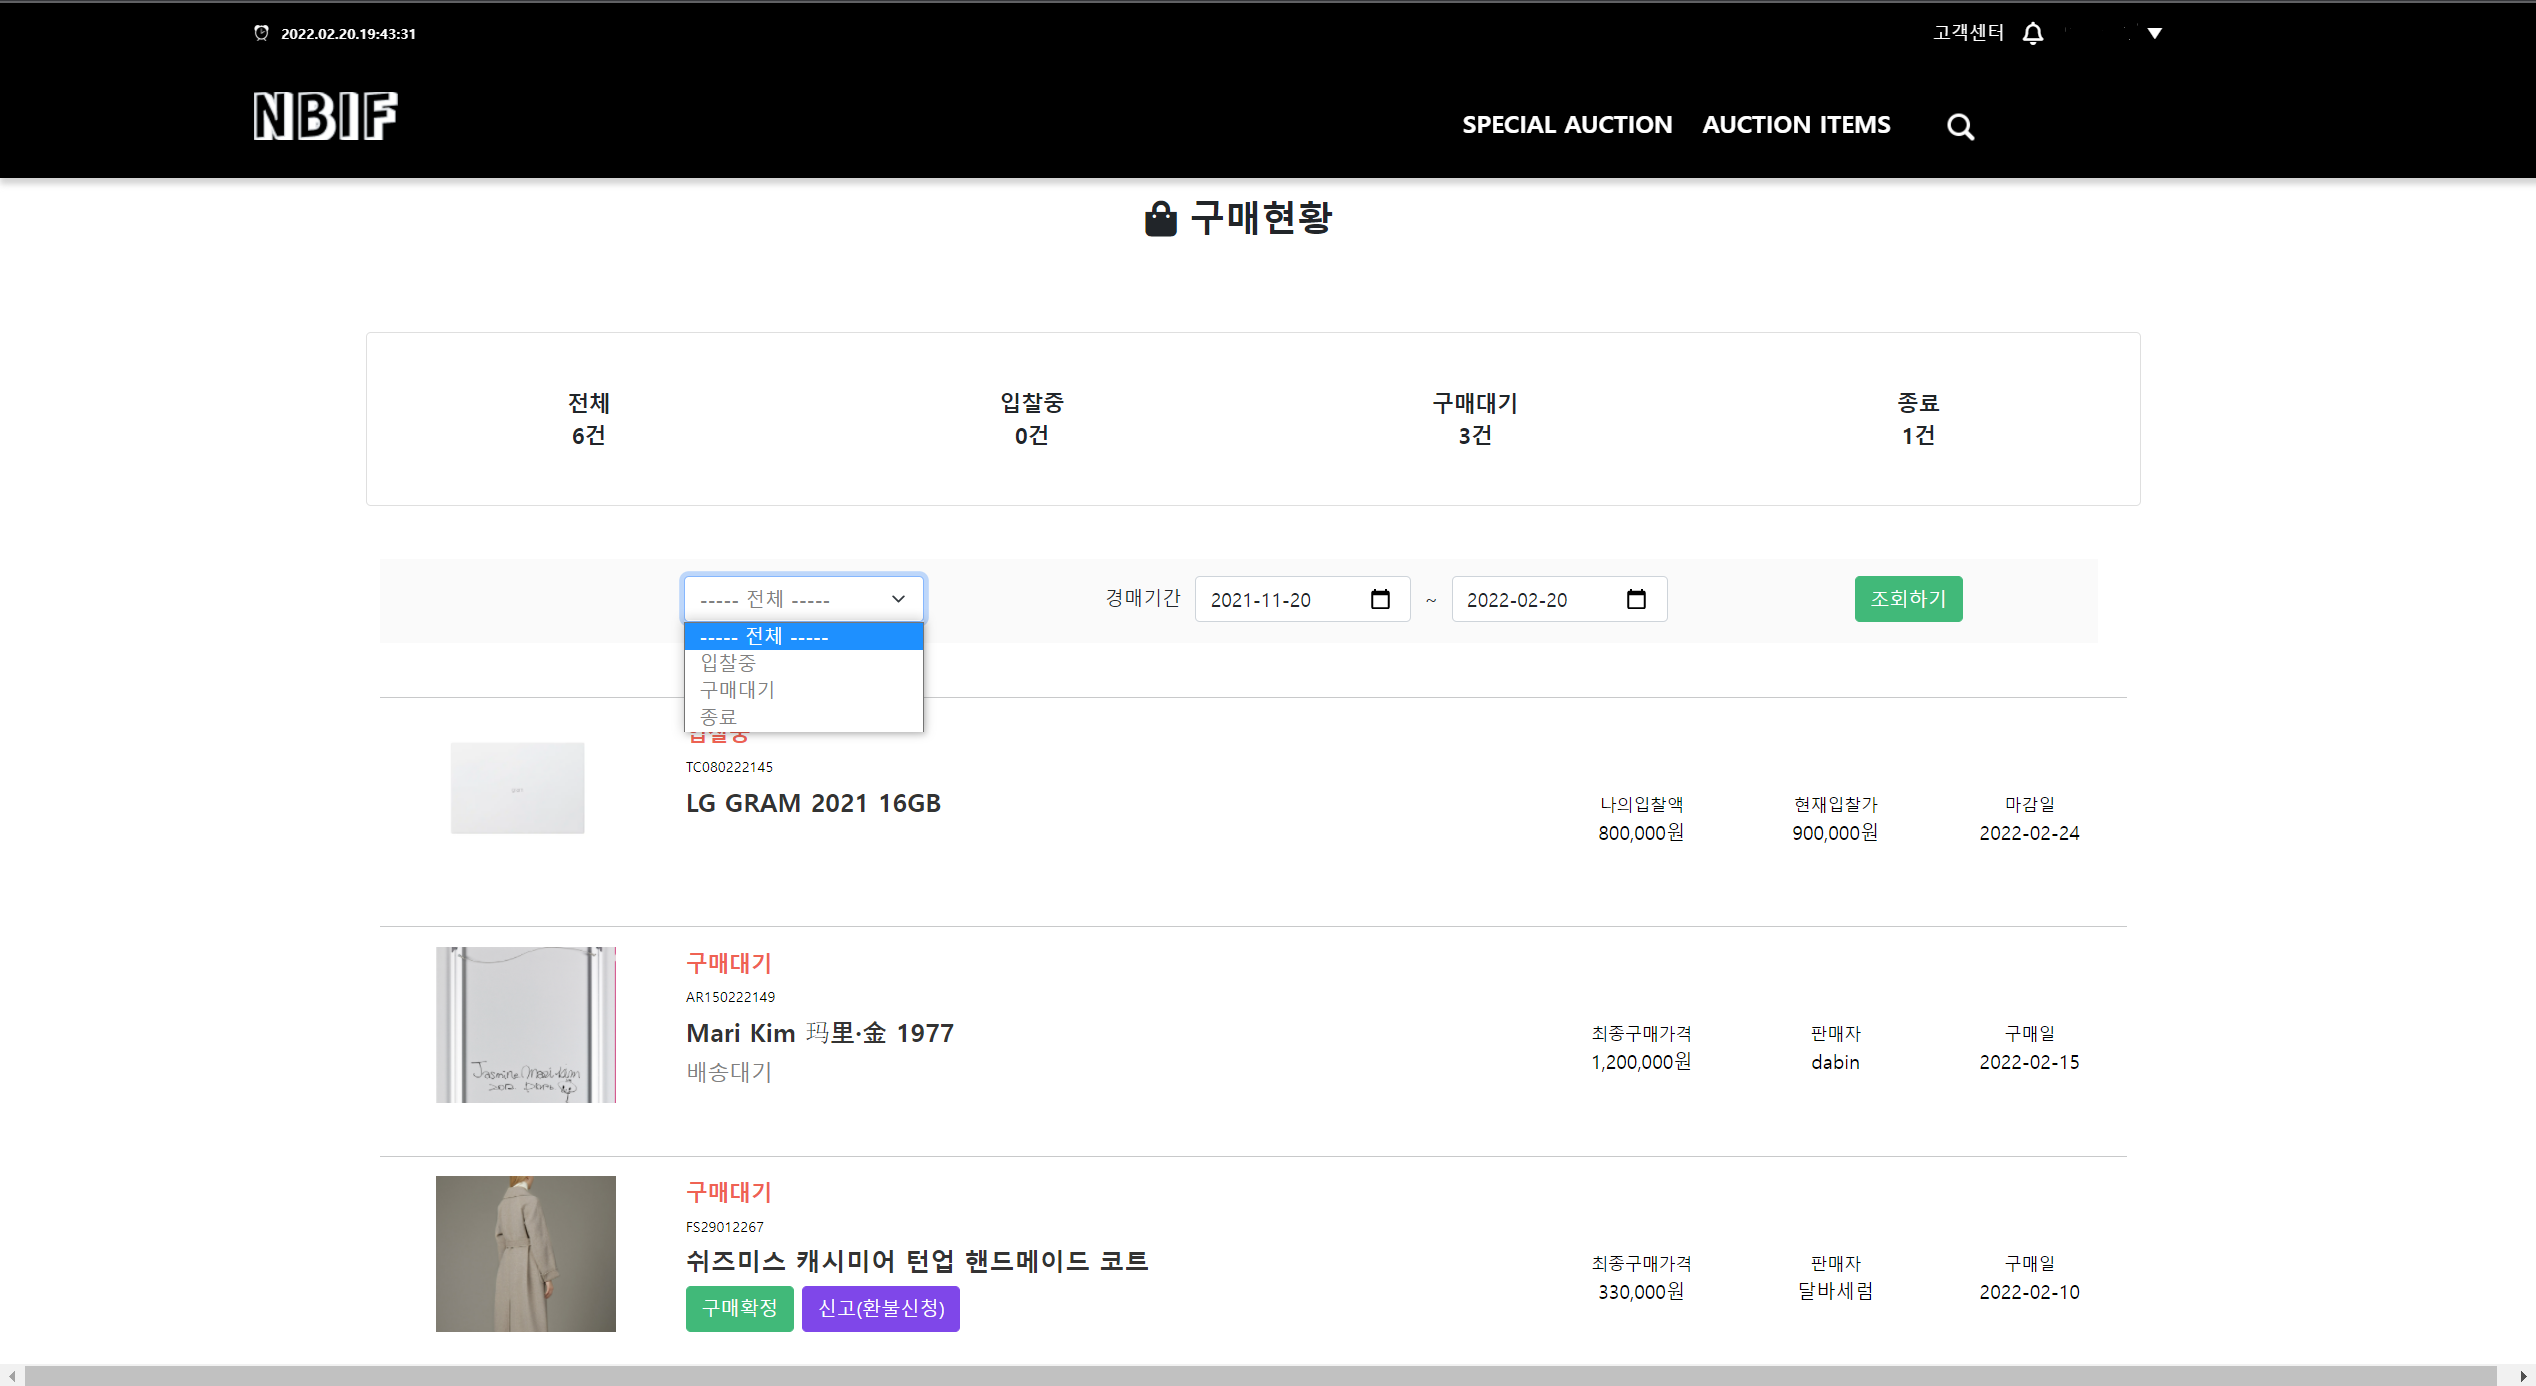 2022.02.20.19:43:31
고객센터
NBIF
SPECIAL AUCTION AUCTION ITEMS
구매현황
전체 입찰중 구매대기 종료
6건 0건 3건 1건
----- 전체 -----
경매기간 2021-11-20 ~ 2022-02-20 조회하기
----- 전체 -----
입찰중
구매대기
종료
입찰중
TC080222145
LG GRAM 2021 16GB
나의입찰액 현재입찰가 마감일
800,000원 900,000원 2022-02-24
구매대기
AR150222149
Mari Kim 玛里·金 1977
배송대기
최종구매가격 판매자 구매일
1,200,000원 dabin 2022-02-15
구매대기
FS29012267
쉬즈미스 캐시미어 턴업 핸드메이드 코트
구매확정 신고(환불신청)
최종구매가격 판매자 구매일
330,000원 달바세럼 2022-02-10